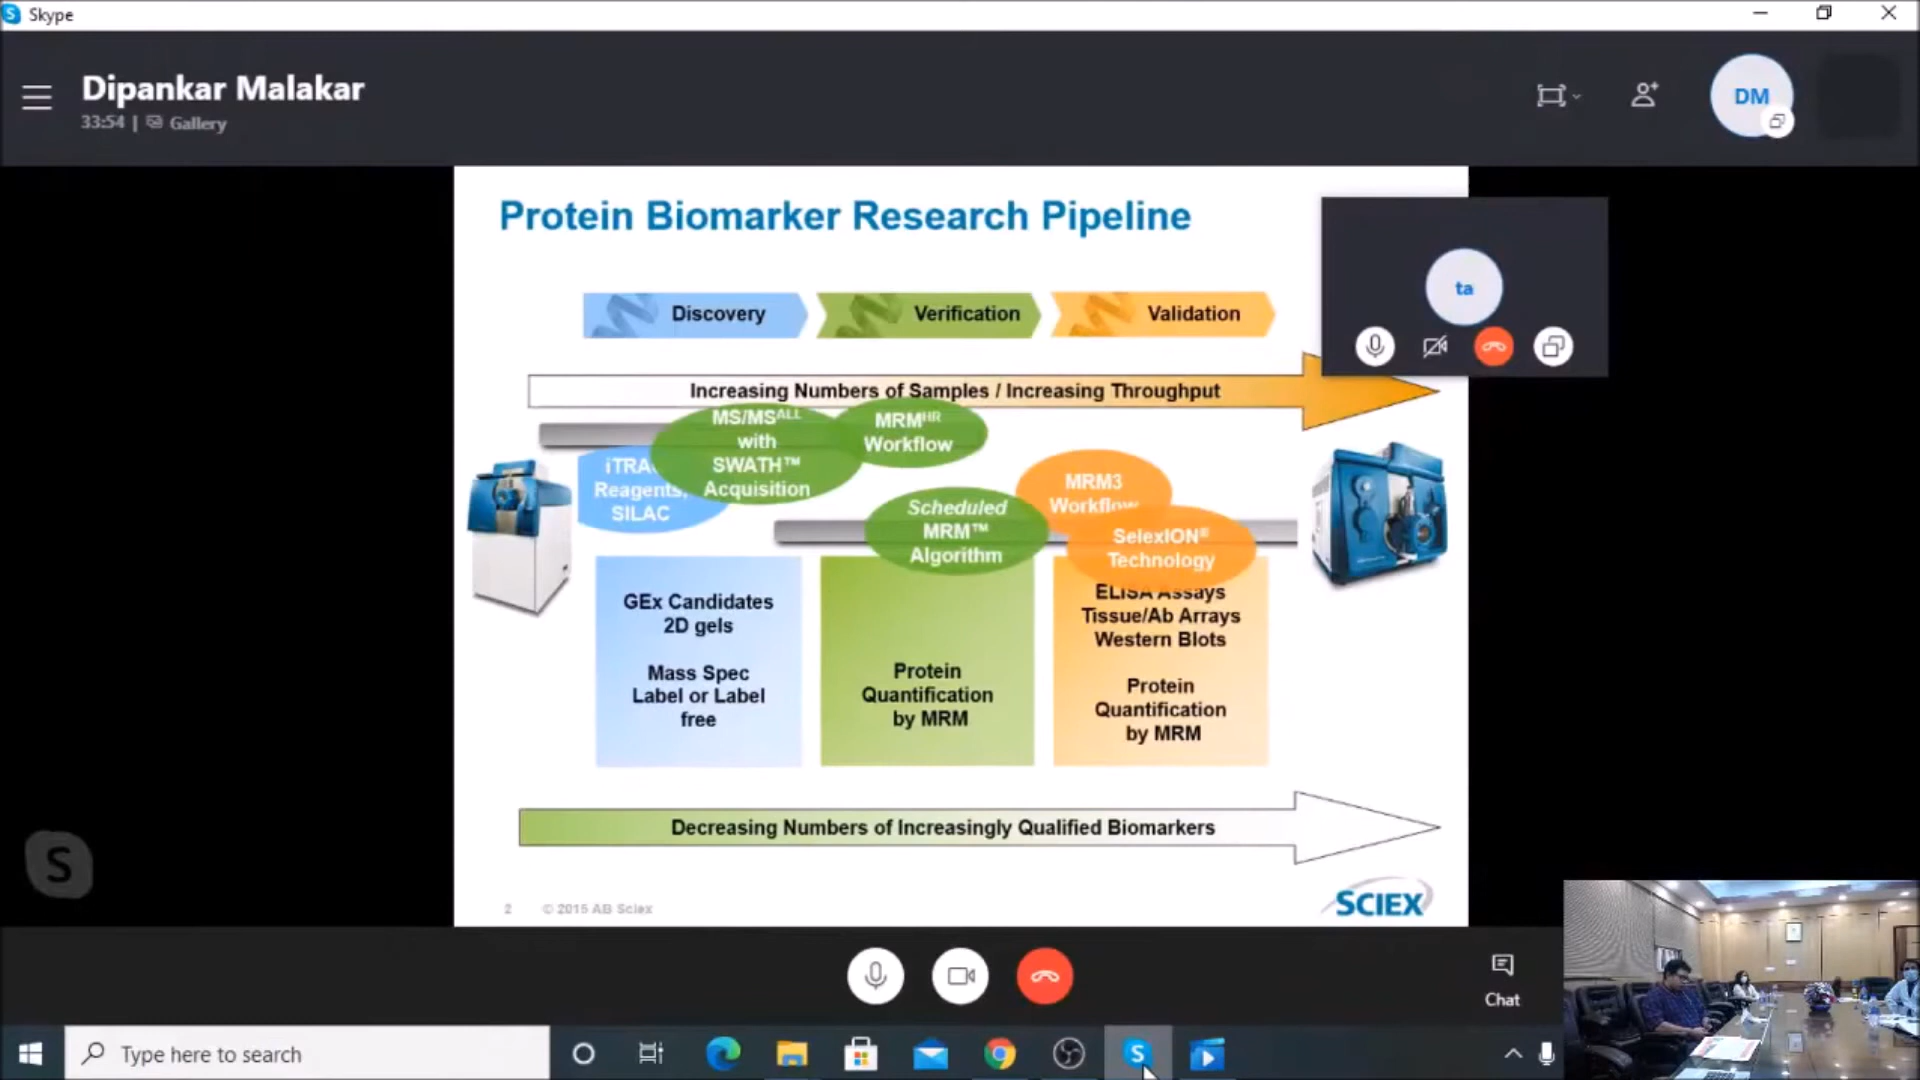 Skype
Dipankar Malakar
33:54 | Gallery
DM
Protein Biomarker Research Pipeline
ta
Discovery
Verification
Validation
Increasing Numbers of Samples / Increasing Throughput
MS/MSALL
with
SWATH™
Acquisition
MRMHR
Workflow
Reagents,
SILAC
MRM3
Workflow
Scheduled
MRM™
Algorithm
SelexION®
Technology
GEx Candidates
2D gels
Mass Spec
Label or Label
free
Protein
Quantification
by MRM
ELISA Assays
Tissue/Ab Arrays
Western Blots
Protein
Quantification
by MRM
Decreasing Numbers of Increasingly Qualified Biomarkers
2 © 2015 AB Sciex
SCIEX
Chat
Type here to search